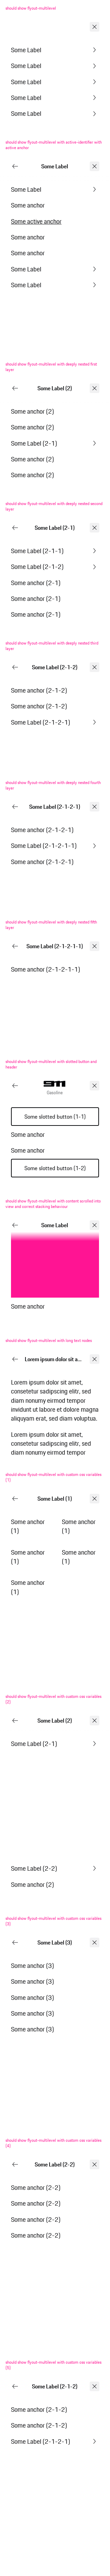 should show flyout-multilevel
Some Label
Some Label
Some Label
Some Label
Some Label
should show flyout-multilevel with active-identifier with
active anchor
Some Label
Some Label
Some anchor
Some active anchor
Some anchor
Some anchor
Some Label
Some Label
should show flyout-multilevel with deeply nested first
layer
Some Label (2)
Some anchor (2)
Some anchor (2)
Some Label (2-1)
Some anchor (2)
Some anchor (2)
should show flyout-multilevel with deeply nested second
layer
Some Label (2-1)
Some Label (2-1-1)
Some Label (2-1-2)
Some anchor (2-1)
Some anchor (2-1)
Some anchor (2-1)
should show flyout-multilevel with deeply nested third
layer
Some Label (2-1-2)
Some anchor (2-1-2)
Some anchor (2-1-2)
Some Label (2-1-2-1)
should show flyout-multilevel with deeply nested fourth
layer
Some Label (2-1-2-1)
Some anchor (2-1-2-1)
Some Label (2-1-2-1-1)
Some anchor (2-1-2-1)
should show flyout-multilevel with deeply nested fifth
layer
Some Label (2-1-2-1-1)
Some anchor (2-1-2-1-1)
should show flyout-multilevel with slotted button and
header
911
Gasoline
Some slotted button (1-1)
Some anchor
Some anchor
Some slotted button (1-2)
should show flyout-multilevel with content scrolled into
view and correct stacking behaviour
Some Label
Some anchor
should show flyout-multilevel with long text nodes
Lorem ipsum dolor sit a...
Lorem ipsum dolor sit amet,
consetetur sadipscing elitr, sed
diam nonumy eirmod tempor
invidunt ut labore et dolore magna
aliquyam erat, sed diam voluptua.
Lorem ipsum dolor sit amet,
consetetur sadipscing elitr, sed
diam nonumy eirmod tempor
should show flyout-multilevel with custom css variables
(1)
Some Label (1)
Some anchor
(1)
Some anchor
(1)
Some anchor
(1)
Some anchor
(1)
Some anchor
(1)
should show flyout-multilevel with custom css variables
(2)
Some Label (2)
Some Label (2-1)
Some Label (2-2)
Some anchor (2)
should show flyout-multilevel with custom css variables
(3)
Some Label (3)
Some anchor (3)
Some anchor (3)
Some anchor (3)
Some anchor (3)
Some anchor (3)
should show flyout-multilevel with custom css variables
(4)
Some Label (2-2)
Some anchor (2-2)
Some anchor (2-2)
Some anchor (2-2)
Some anchor (2-2)
should show flyout-multilevel with custom css variables
(5)
Some Label (2-1-2)
Some anchor (2-1-2)
Some anchor (2-1-2)
Some Label (2-1-2-1)